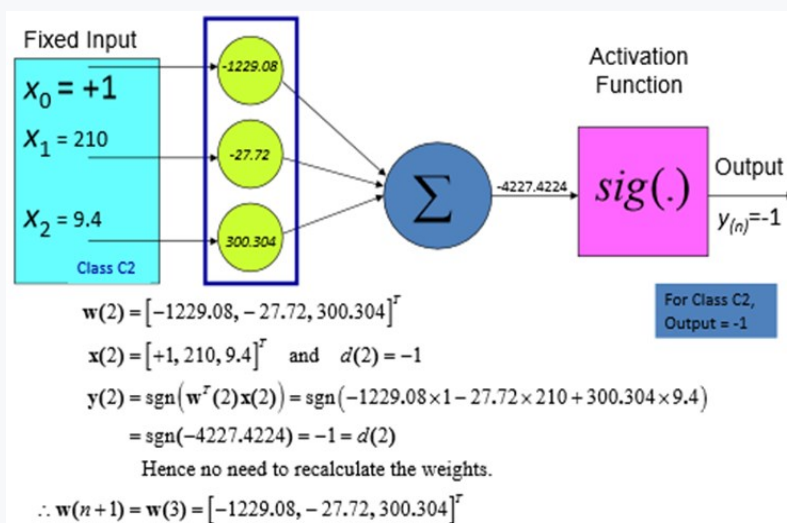 Fixed Input
x₀ = +1
x₁ = 210
x₂ = 9.4
Class C2
-1229.08
-27.72
300.304
Σ
-4227.4224
Activation
Function
sig(.)
Output
y₍ₙ₎=-1
For Class C2,
Output = -1
w(2) = [−1229.08, −27.72, 300.304]ᵀ
x(2) = [+1, 210, 9.4]ᵀ and d(2) = −1
y(2) = sgn(wᵀ(2)x(2)) = sgn(−1229.08×1−27.72×210+300.304×9.4)
= sgn(−4227.4224) = −1 = d(2)
Hence no need to recalculate the weights.
∴ w(n+1) = w(3) = [−1229.08, −27.72, 300.304]ᵀ